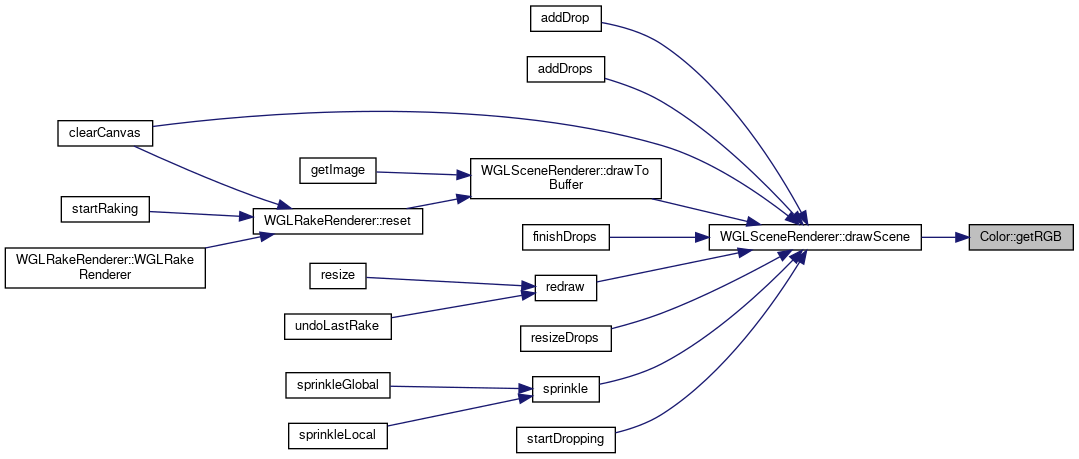 addDrop
addDrops
clearCanvas
getImage
WGLSceneRenderer::drawTo
Buffer
startRaking
WGLRakeRenderer::reset
finishDrops
WGLSceneRenderer::drawScene
Color::getRGB
WGLRakeRenderer::WGLRake
Renderer
resize
redraw
undoLastRake
resizeDrops
sprinkleGlobal
sprinkle
sprinkleLocal
startDropping